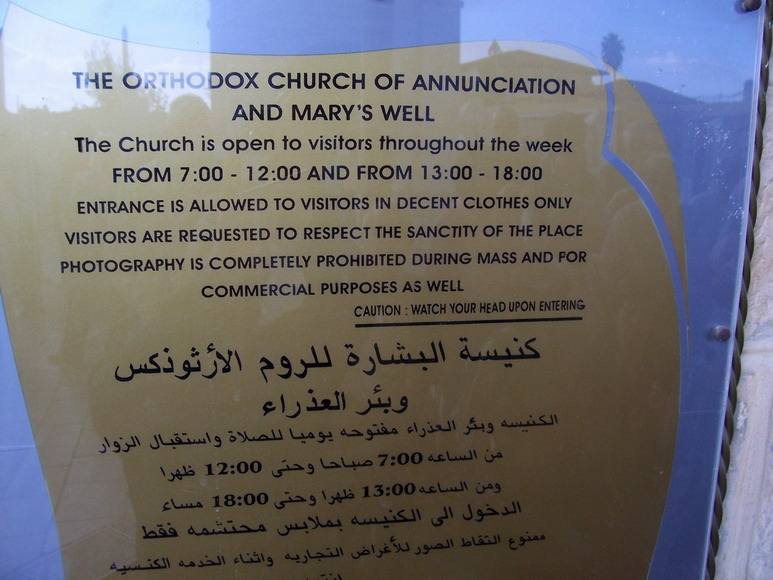 THE ORTHODOX CHURCH OF ANNUNCIATION
AND MARY'S WELL
The Church is open to visitors throughout the week
FROM 7:00 - 12:00 AND FROM 13:00 - 18:00
ENTRANCE IS ALLOWED TO VISITORS IN DECENT CLOTHES ONLY
VISITORS ARE REQUESTED TO RESPECT THE SANCTITY OF THE PLACE
PHOTOGRAPHY IS COMPLETELY PROHIBITED DURING MASS AND FOR
COMMERCIAL PURPOSES AS WELL
CAUTION : WATCH YOUR HEAD UPON ENTERING
كنيسة البشارة للروم الأرثوذكس
وبئر العذراء
الكنيسه وبئر العذراء مفتوحه يوميا للصلاة واستقبال الزوار
من الساعه 7:00 صباحا وحتى 12:00 ظهرا
ومن الساعه 13:00 ظهرا وحتى 18:00 مساء
الدخول الى الكنيسه بملابس محتشمه فقط
ممنوع التقاط الصور للأغراض التجاريه واثناء الخدمه الكنسيه